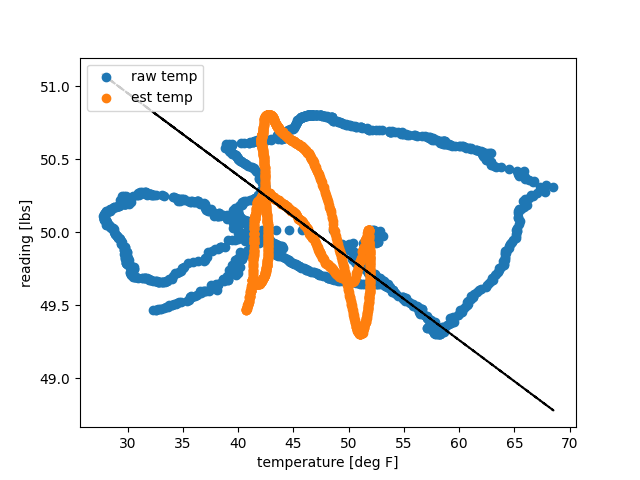 raw temp
est temp
51.0
50.5
50.0
49.5
49.0
reading [lbs]
30 35 40 45 50 55 60 65 70
temperature [deg F]